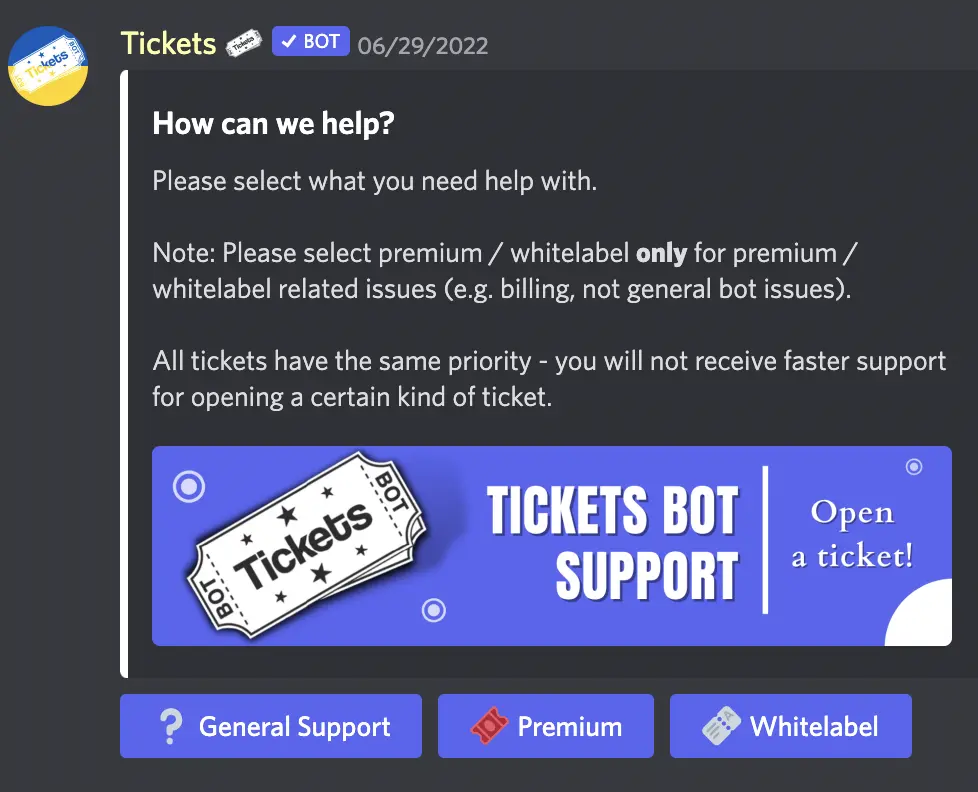 Tickets
Tickets BOT
Tickets BOT 06/29/2022
How can we help?
Please select what you need help with.
Note: Please select premium / whitelabel only for premium /
whitelabel related issues (e.g. billing, not general bot issues).
All tickets have the same priority - you will not receive faster support
for opening a certain kind of ticket.
BOT
Tickets
BOT
TICKETS BOT
SUPPORT
Open
a ticket!
General Support
Premium
Whitelabel